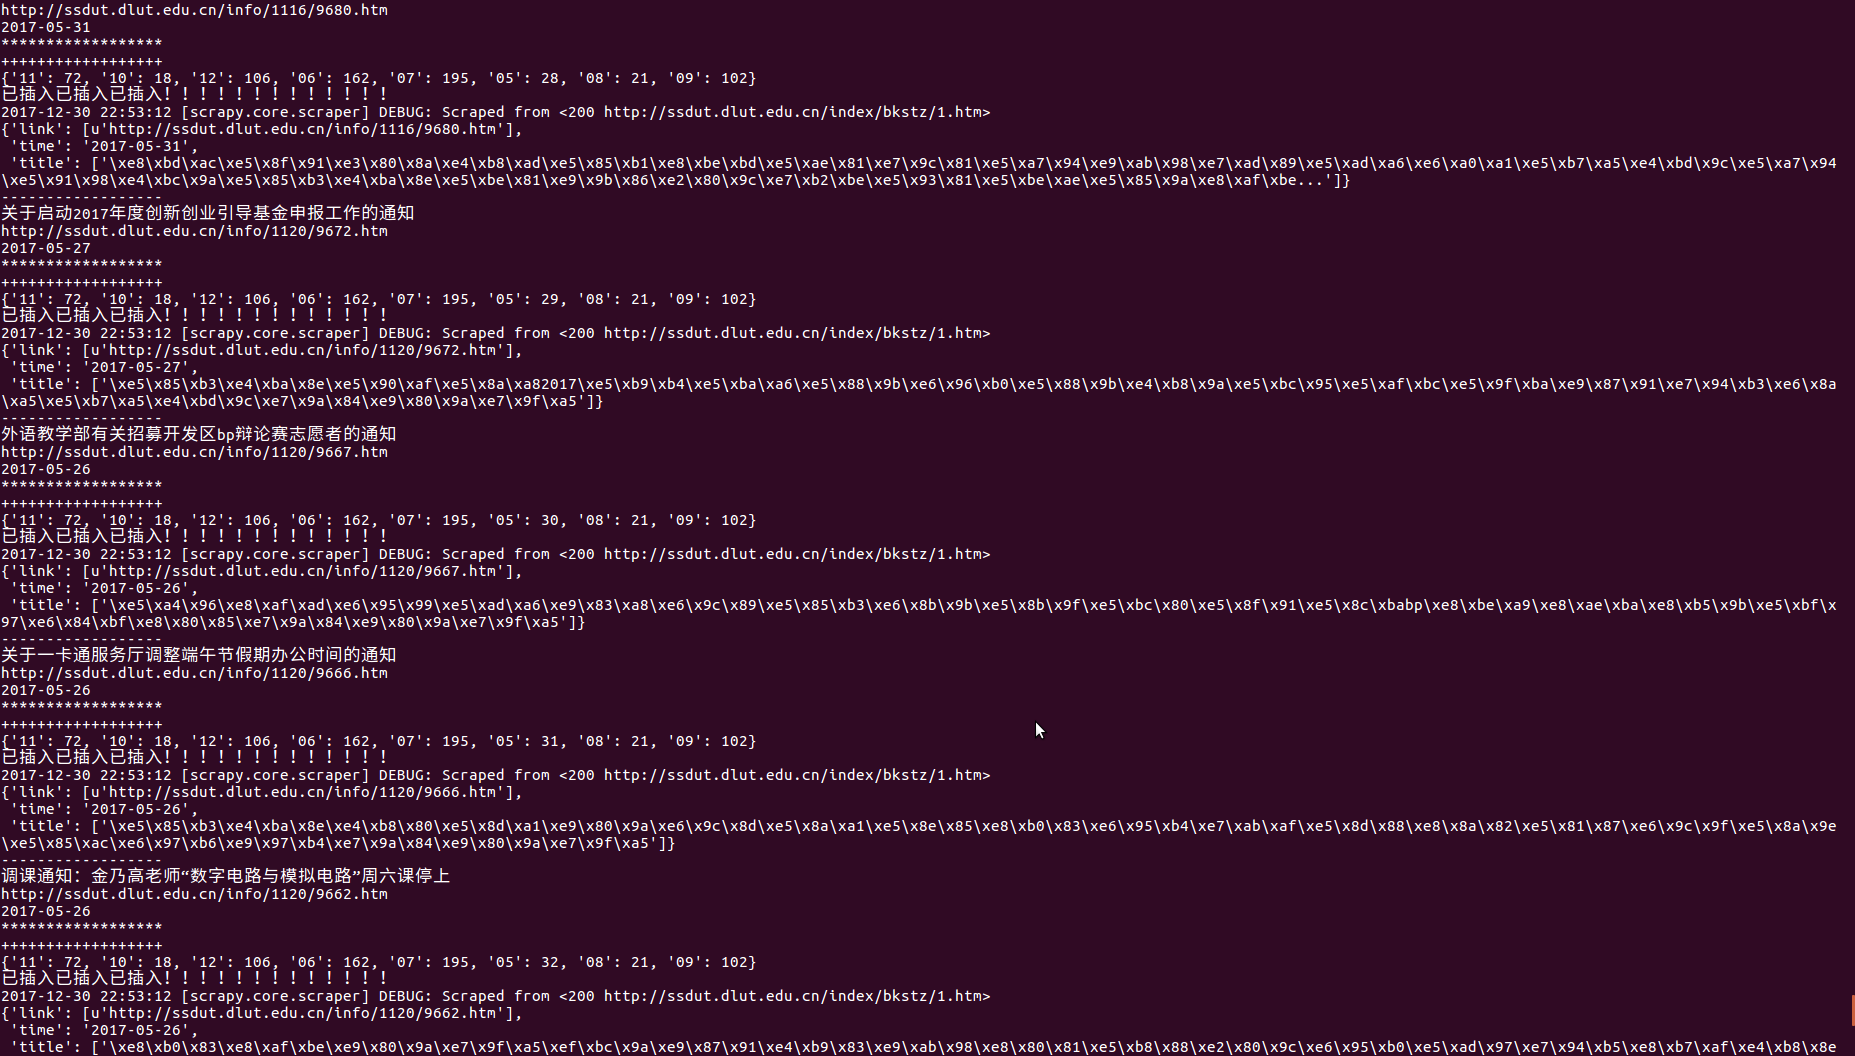 http://ssdut.dlut.edu.cn/info/1116/9680.htm
2017-05-31
******************
++++++++++++++++++
{'11': 72, '10': 18, '12': 106, '06': 162, '07': 195, '05': 28, '08': 21, '09': 102}
已插入已插入已插入！！！！！！！！！！！！！
2017-12-30 22:53:12 [scrapy.core.scraper] DEBUG: Scraped from <200 http://ssdut.dlut.edu.cn/index/bkstz/1.htm>
{'link': [u'http://ssdut.dlut.edu.cn/info/1116/9680.htm'],
 'time': '2017-05-31',
 'title': ['\xe8\xbd\xac\xe5\x8f\x91\xe3\x80\x8a\xe4\xb8\xad\xe5\x85\xb1\xe8\xbe\xbd\xe5\xae\x81\xe7\x9c\x81\xe5\xa7\x94\xe9\xab\x98\xe7\xad\x89\xe5\xad\xa6\xe6\xa0\xa1\xe5\xb7\xa5\xe4\xbd\x9c\xe5\xa7\x94
\xe5\x91\x98\xe4\xbc\x9a\xe5\x85\xb3\xe4\xba\x8e\xe5\xbe\x81\xe9\x9b\x86\xe2\x80\x9c\xe7\xb2\xbe\xe5\x93\x81\xe5\xbe\xae\xe5\x85\x9a\xe8\xaf\xbe...']}
------------------
关于启动2017年度创新创业引导基金申报工作的通知
http://ssdut.dlut.edu.cn/info/1120/9672.htm
2017-05-27
******************
++++++++++++++++++
{'11': 72, '10': 18, '12': 106, '06': 162, '07': 195, '05': 29, '08': 21, '09': 102}
已插入已插入已插入！！！！！！！！！！！！！
2017-12-30 22:53:12 [scrapy.core.scraper] DEBUG: Scraped from <200 http://ssdut.dlut.edu.cn/index/bkstz/1.htm>
{'link': [u'http://ssdut.dlut.edu.cn/info/1120/9672.htm'],
 'time': '2017-05-27',
 'title': ['\xe5\x85\xb3\xe4\xba\x8e\xe5\x90\xaf\xe5\x8a\xa82017\xe5\xb9\xb4\xe5\xba\xa6\xe5\x88\x9b\xe6\x96\xb0\xe5\x88\x9b\xe4\xb8\x9a\xe5\xbc\x95\xe5\xaf\xbc\xe5\x9f\xba\xe9\x87\x91\xe7\x94\xb3\xe6\x8a
\xa5\xe5\xb7\xa5\xe4\xbd\x9c\xe7\x9a\x84\xe9\x80\x9a\xe7\x9f\xa5']}
------------------
外语教学部有关招募开发区bp辩论赛志愿者的通知
http://ssdut.dlut.edu.cn/info/1120/9667.htm
2017-05-26
******************
++++++++++++++++++
{'11': 72, '10': 18, '12': 106, '06': 162, '07': 195, '05': 30, '08': 21, '09': 102}
已插入已插入已插入！！！！！！！！！！！！！
2017-12-30 22:53:12 [scrapy.core.scraper] DEBUG: Scraped from <200 http://ssdut.dlut.edu.cn/index/bkstz/1.htm>
{'link': [u'http://ssdut.dlut.edu.cn/info/1120/9667.htm'],
 'time': '2017-05-26',
 'title': ['\xe5\xa4\x96\xe8\xaf\xad\xe6\x95\x99\xe5\xad\xa6\xe9\x83\xa8\xe6\x9c\x89\xe5\x85\xb3\xe6\x8b\x9b\xe5\x8b\x9f\xe5\xbc\x80\xe5\x8f\x91\xe5\x8c\xbabp\xe8\xbe\xa9\xe8\xae\xba\xe8\xb5\x9b\xe5\xbf\x
97\xe6\x84\xbf\xe8\x80\x85\xe7\x9a\x84\xe9\x80\x9a\xe7\x9f\xa5']}
------------------
关于一卡通服务厅调整端午节假期办公时间的通知
http://ssdut.dlut.edu.cn/info/1120/9666.htm
2017-05-26
******************
++++++++++++++++++
{'11': 72, '10': 18, '12': 106, '06': 162, '07': 195, '05': 31, '08': 21, '09': 102}
已插入已插入已插入！！！！！！！！！！！！！
2017-12-30 22:53:12 [scrapy.core.scraper] DEBUG: Scraped from <200 http://ssdut.dlut.edu.cn/index/bkstz/1.htm>
{'link': [u'http://ssdut.dlut.edu.cn/info/1120/9666.htm'],
 'time': '2017-05-26',
 'title': ['\xe5\x85\xb3\xe4\xba\x8e\xe4\xb8\x80\xe5\x8d\xa1\xe9\x80\x9a\xe6\x9c\x8d\xe5\x8a\xa1\xe5\x8e\x85\xe8\xb0\x83\xe6\x95\xb4\xe7\xab\xaf\xe5\x8d\x88\xe8\x8a\x82\xe5\x81\x87\xe6\x9c\x9f\xe5\x8a\x9e
\xe5\x85\xac\xe6\x97\xb6\xe9\x97\xb4\xe7\x9a\x84\xe9\x80\x9a\xe7\x9f\xa5']}
------------------
调课通知：金乃高老师“数字电路与模拟电路”周六课停上
http://ssdut.dlut.edu.cn/info/1120/9662.htm
2017-05-26
******************
++++++++++++++++++
{'11': 72, '10': 18, '12': 106, '06': 162, '07': 195, '05': 32, '08': 21, '09': 102}
已插入已插入已插入！！！！！！！！！！！！！
2017-12-30 22:53:12 [scrapy.core.scraper] DEBUG: Scraped from <200 http://ssdut.dlut.edu.cn/index/bkstz/1.htm>
{'link': [u'http://ssdut.dlut.edu.cn/info/1120/9662.htm'],
 'time': '2017-05-26',
 'title': ['\xe8\xb0\x83\xe8\xaf\xbe\xe9\x80\x9a\xe7\x9f\xa5\xef\xbc\x9a\xe9\x87\x91\xe4\xb9\x83\xe9\xab\x98\xe8\x80\x81\xe5\xb8\x88\xe2\x80\x9c\xe6\x95\xb0\xe5\xad\x97\xe7\x94\xb5\xe8\xb7\xaf\xe4\xb8\x8e